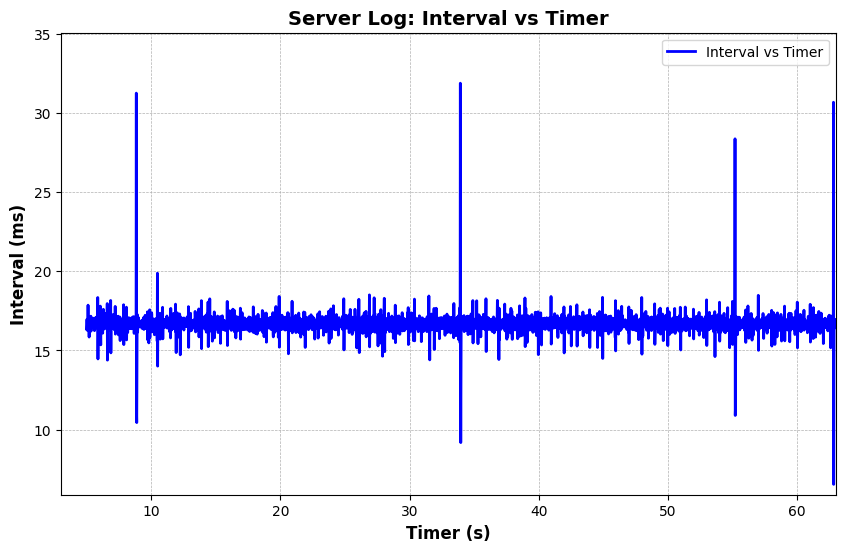 Server Log: Interval vs Timer
Interval vs Timer
35
30
25
20
15
10
Interval (ms)
10 20 30 40 50 60
Timer (s)